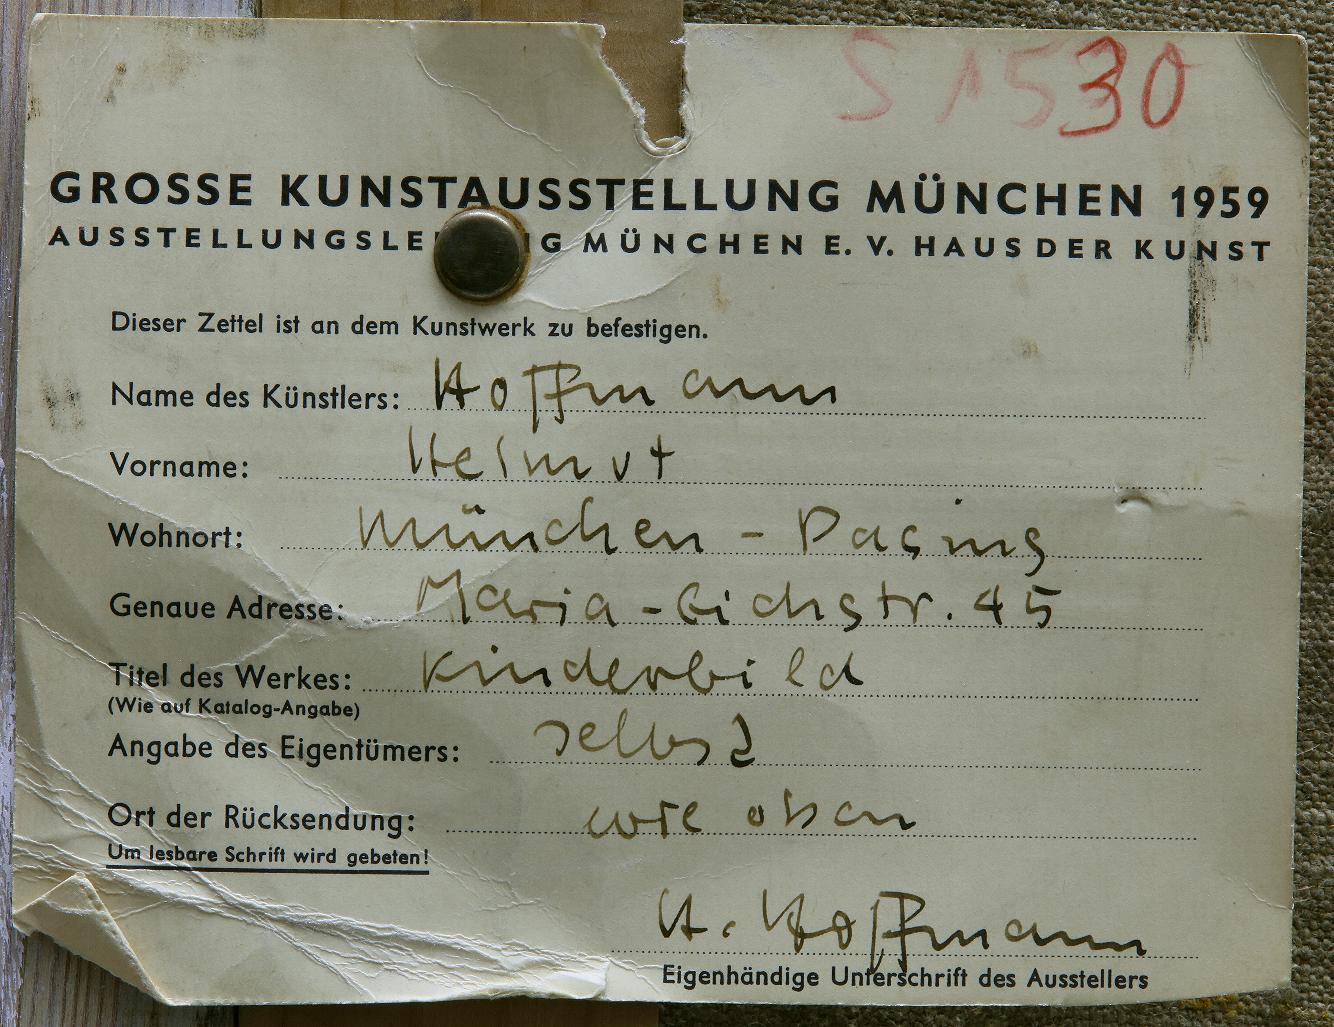 S 1530
GROSSE KUNSTAUSSTELLUNG MÜNCHEN 1959
AUSSTELLUNGSLE G MÜNCHEN E. V. HAUS DER KUNST
Dieser Zettel ist an dem Kunstwerk zu befestigen.
Name des Künstlers: Hoffmann
Vorname: Helmut
Wohnort: München - Pasing
Genaue Adresse: Maria-Eichstr. 45
Titel des Werkes: Kinderbild
(Wie auf Katalog-Angabe)
Angabe des Eigentümers: selbst
Ort der Rücksendung: wie oben
Um lesbare Schrift wird gebeten!
H. Hoffmann
Eigenhändige Unterschrift des Ausstellers